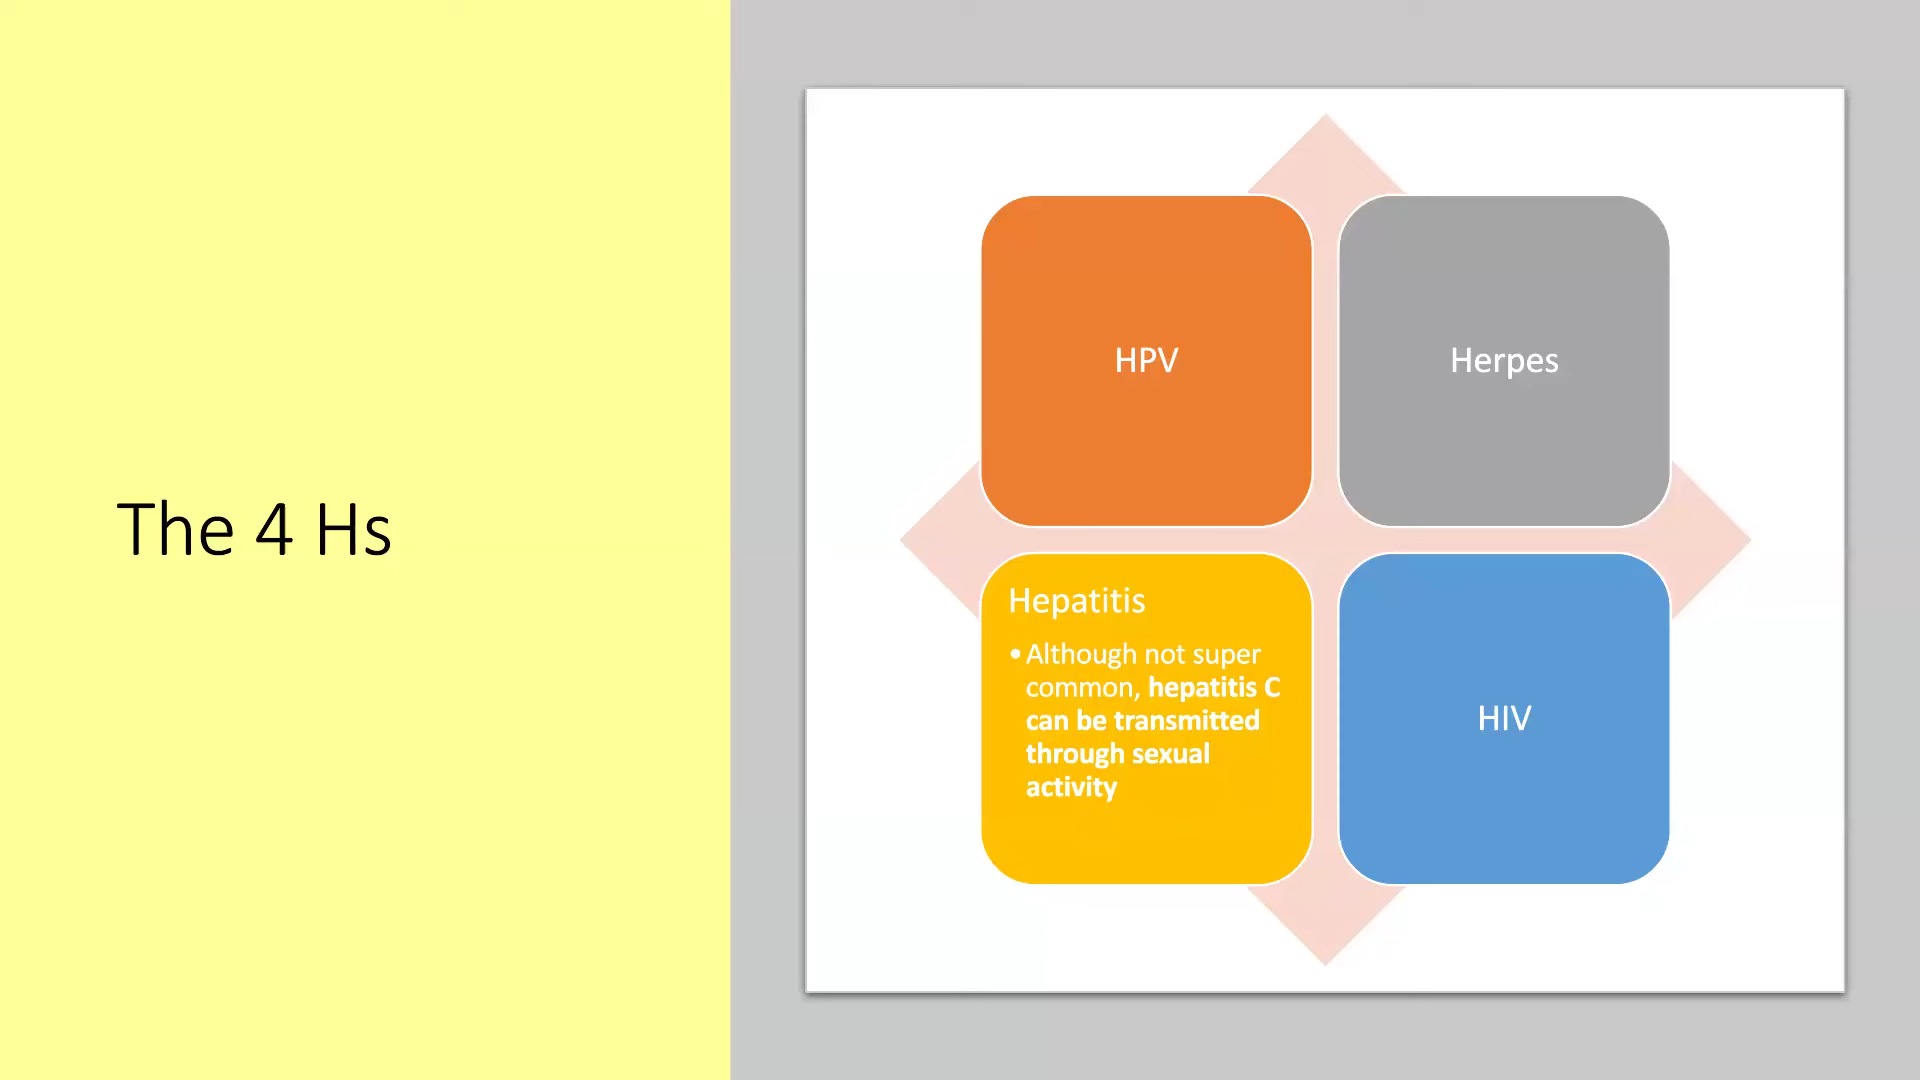 The 4 Hs
HPV
Herpes
Hepatitis
• Although not super
common, hepatitis C
can be transmitted
through sexual
activity
HIV